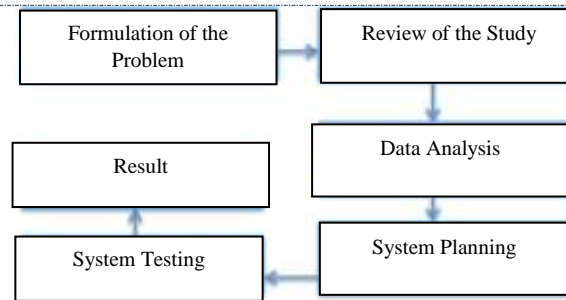 Formulation of the
Problem
Review of the Study
Data Analysis
System Planning
System Testing
Result